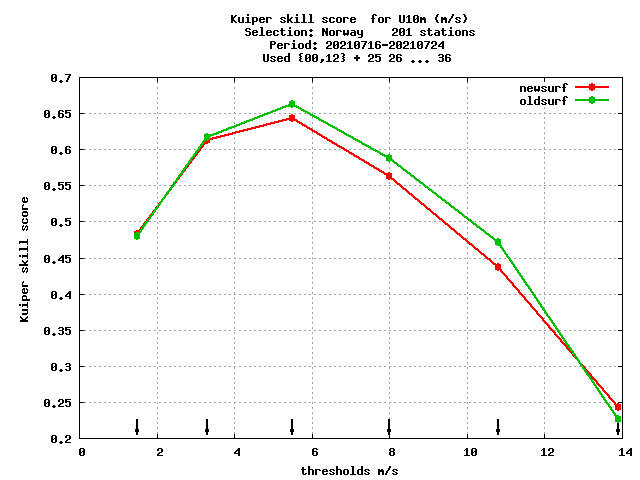 Kuiper skill score  for U10m (m/s)
Selection: Norway    201 stations
Period: 20210716-20210724
Used {00,12} + 25 26 ... 36
newsurf
oldsurf
Kuiper skill score
0.7
0.65
0.6
0.55
0.5
0.45
0.4
0.35
0.3
0.25
0.2
0 2 4 6 8 10 12 14
thresholds m/s